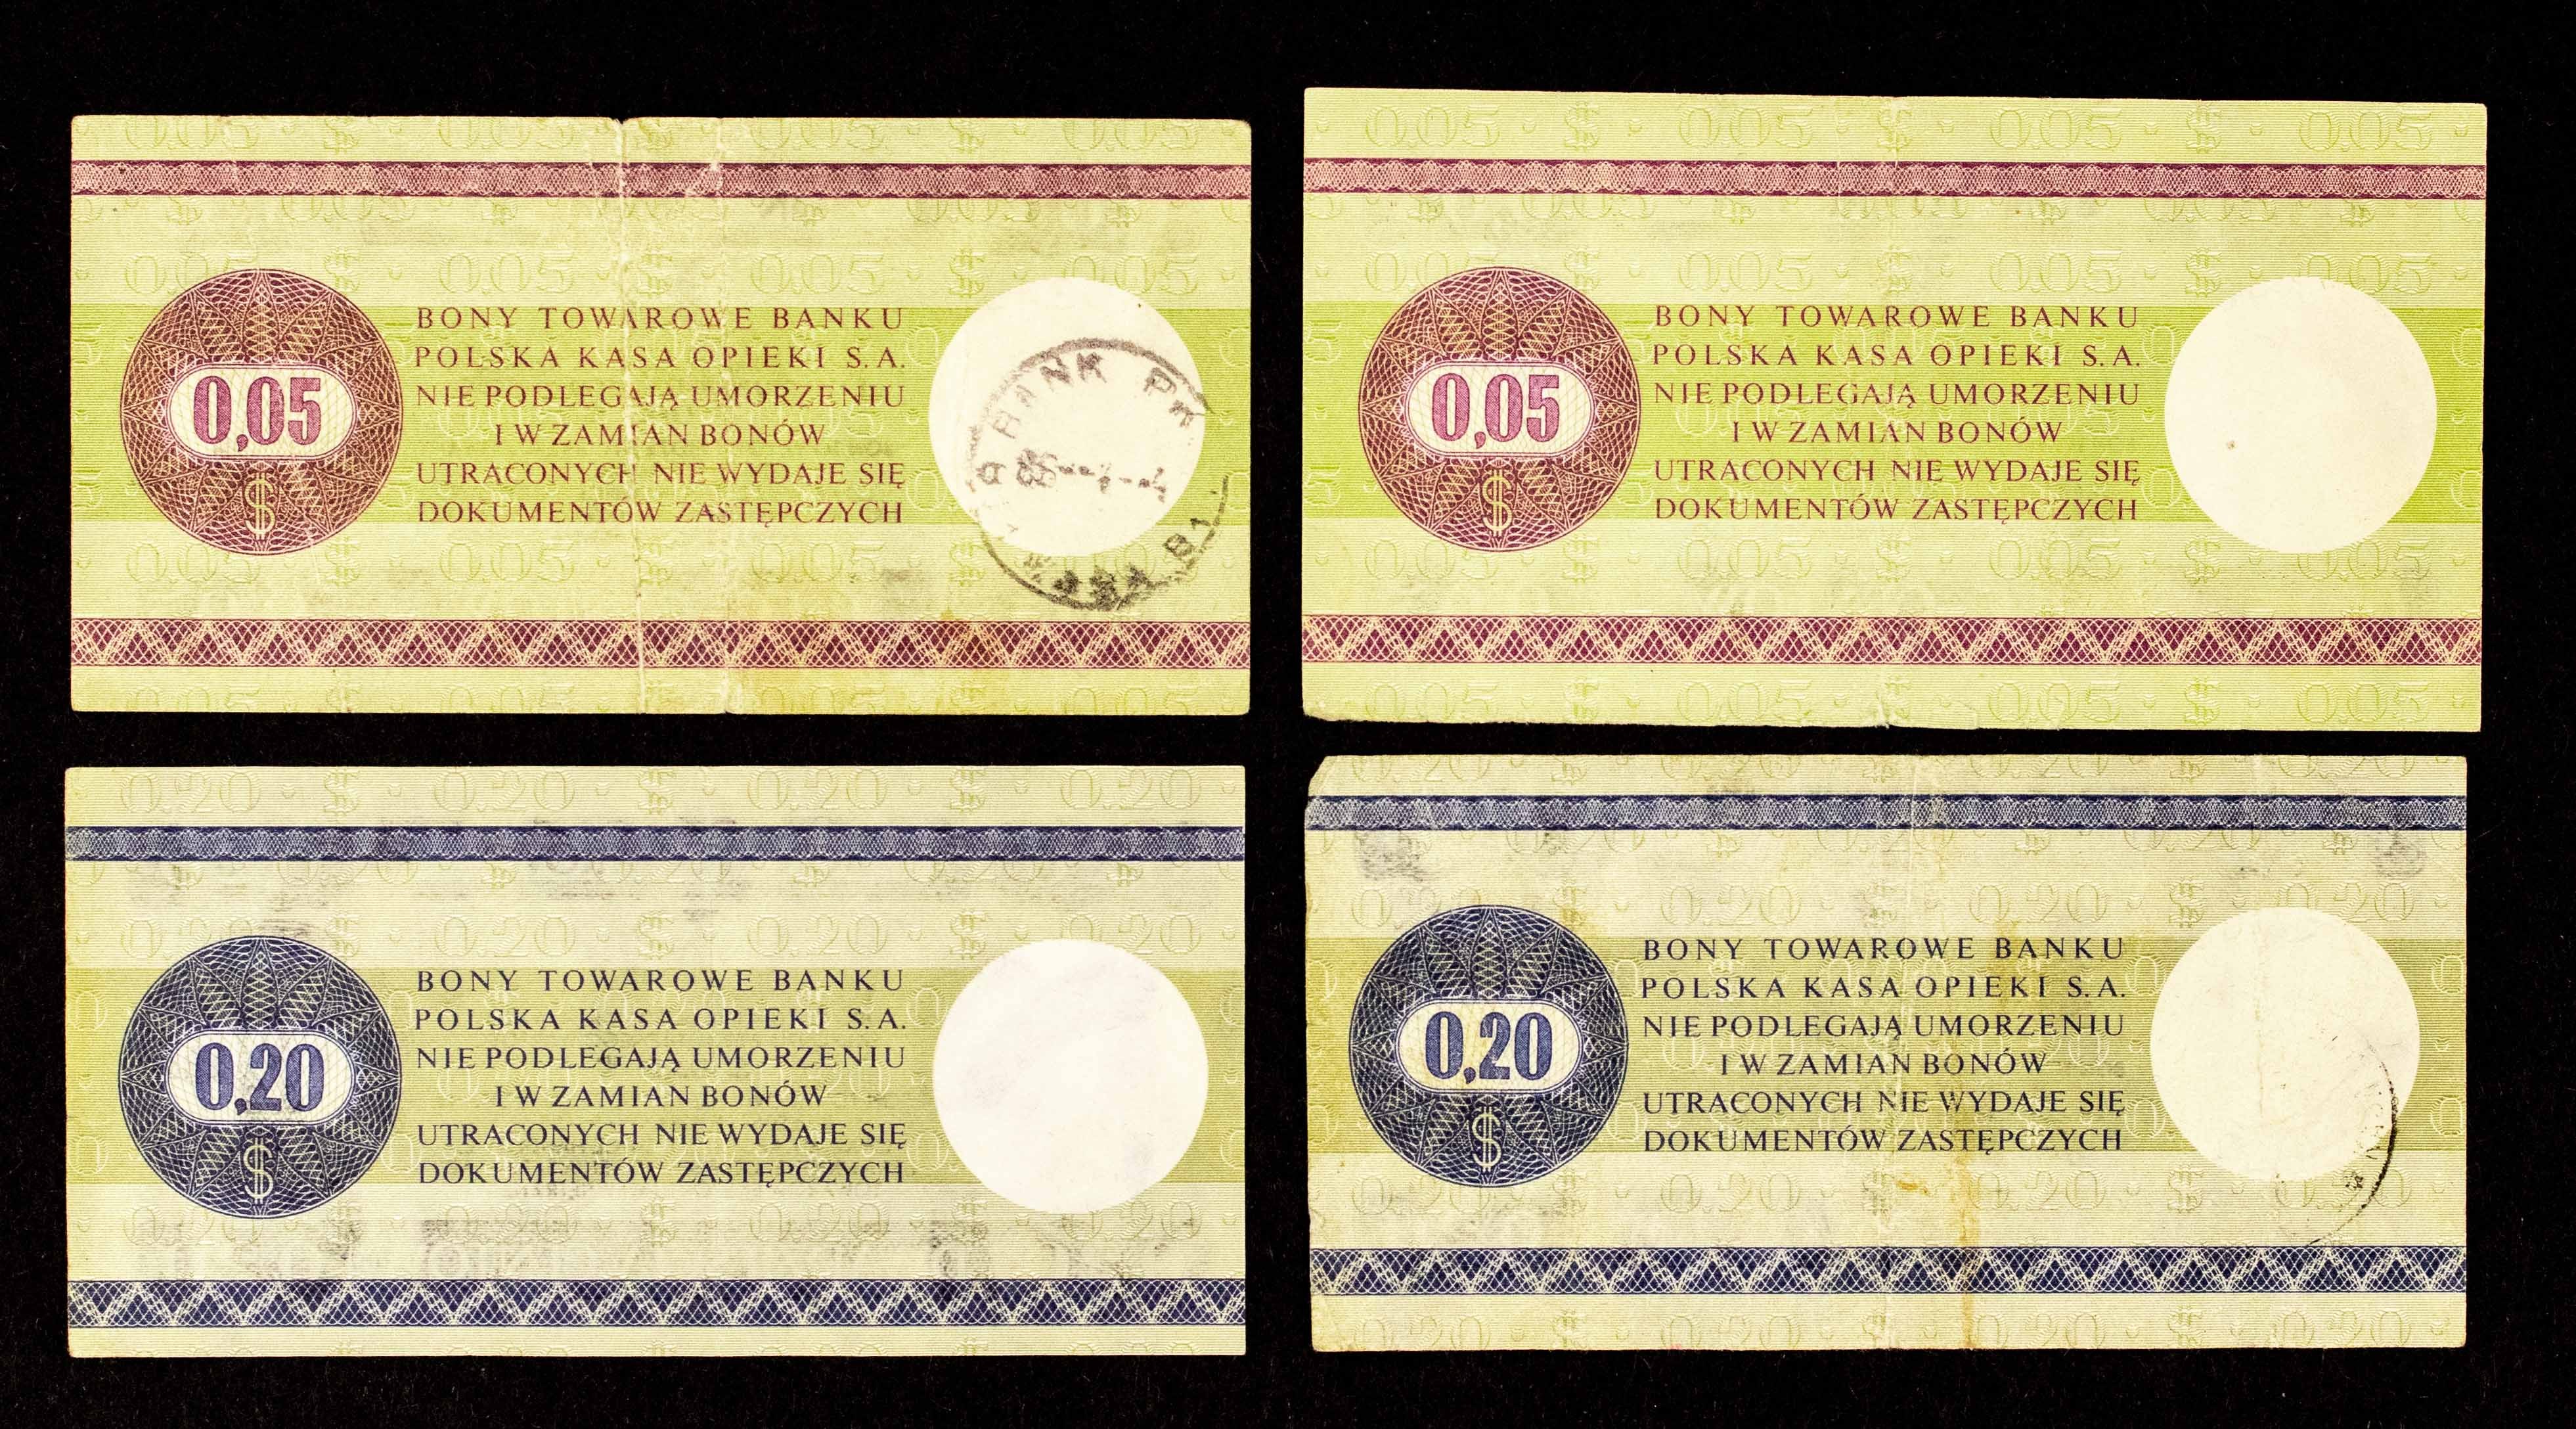 0,05
$
BONY TOWAROWE BANKU
POLSKA KASA OPIEKI S.A.
NIE PODLEGAJĄ UMORZENIU
I W ZAMIAN BONÓW
UTRACONYCH NIE WYDAJE SIĘ
DOKUMENTÓW ZASTĘPCZYCH
BANK
0,05
$
BONY TOWAROWE BANKU
POLSKA KASA OPIEKI S.A.
NIE PODLEGAJĄ UMORZENIU
I W ZAMIAN BONÓW
UTRACONYCH NIE WYDAJE SIĘ
DOKUMENTÓW ZASTĘPCZYCH
0,20
$
BONY TOWAROWE BANKU
POLSKA KASA OPIEKI S.A.
NIE PODLEGAJĄ UMORZENIU
I W ZAMIAN BONÓW
UTRACONYCH NIE WYDAJE SIĘ
DOKUMENTÓW ZASTĘPCZYCH
0,20
$
BONY TOWAROWE BANKU
POLSKA KASA OPIEKI S.A.
NIE PODLEGAJĄ UMORZENIU
I W ZAMIAN BONÓW
UTRACONYCH NIE WYDAJE SIĘ
DOKUMENTÓW ZASTĘPCZYCH